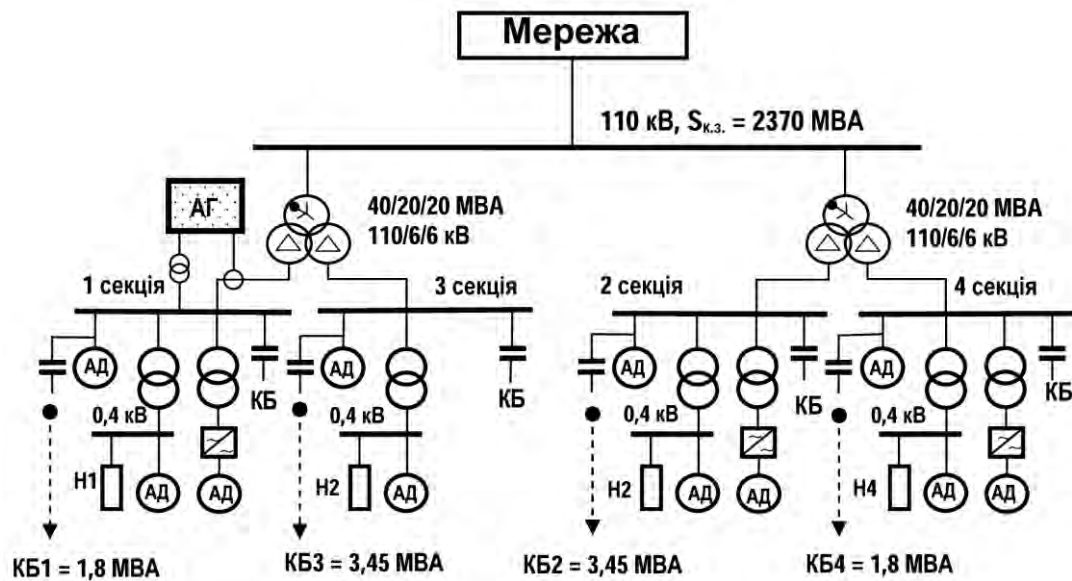 Мережа
110 кВ, Sк.з. = 2370 МВА
АГ
40/20/20 МВА
110/6/6 кВ
40/20/20 МВА
110/6/6 кВ
1 секція
3 секція
2 секція
4 секція
АД
КБ
АД
КБ
АД
КБ
АД
КБ
0,4 кВ
0,4 кВ
0,4 кВ
0,4 кВ
Н1
АД
АД
Н2
АД
Н2
АД
АД
Н4
АД
АД
КБ1 = 1,8 МВА
КБ3 = 3,45 МВА
КБ2 = 3,45 МВА
КБ4 = 1,8 МВА